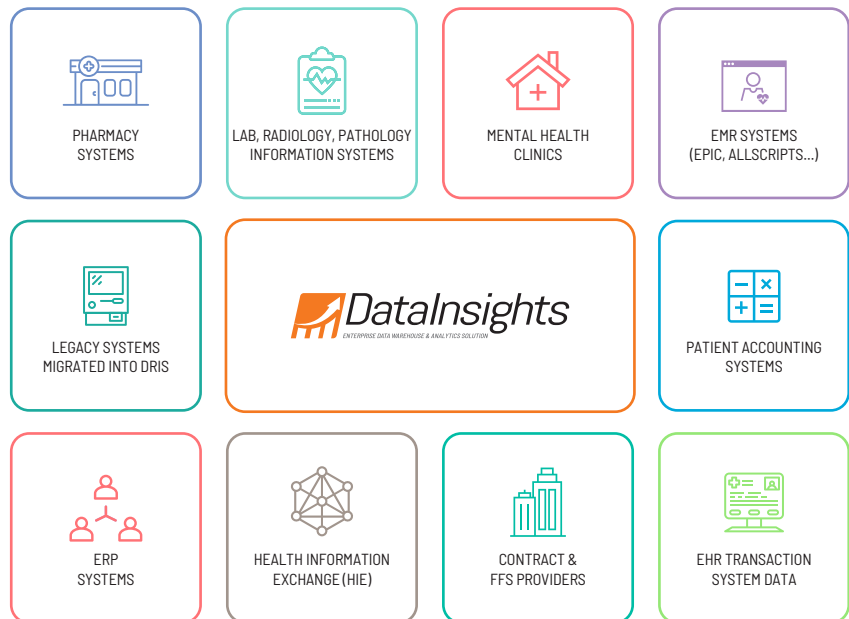 PHARMACY
SYSTEMS
LAB, RADIOLOGY, PATHOLOGY
INFORMATION SYSTEMS
MENTAL HEALTH
CLINICS
EMR SYSTEMS
(EPIC, ALLSCRIPTS...)
LEGACY SYSTEMS
MIGRATED INTO DRIS
DataInsights
ENTERPRISE DATA WAREHOUSE & ANALYTICS SOLUTION
PATIENT ACCOUNTING
SYSTEMS
ERP
SYSTEMS
HEALTH INFORMATION
EXCHANGE (HIE)
CONTRACT &
FFS PROVIDERS
EHR TRANSACTION
SYSTEM DATA